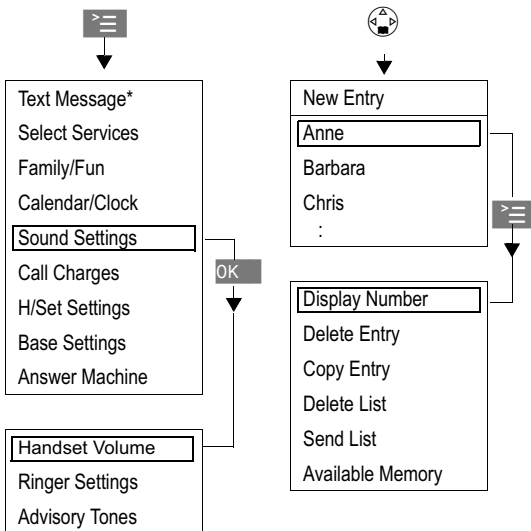 Text Message*
Select Services
Family/Fun
Calendar/Clock
Sound Settings
Call Charges
H/Set Settings
Base Settings
Answer Machine
OK
Handset Volume
Ringer Settings
Advisory Tones
New Entry
Anne
Barbara
Chris
:
Display Number
Delete Entry
Copy Entry
Delete List
Send List
Available Memory